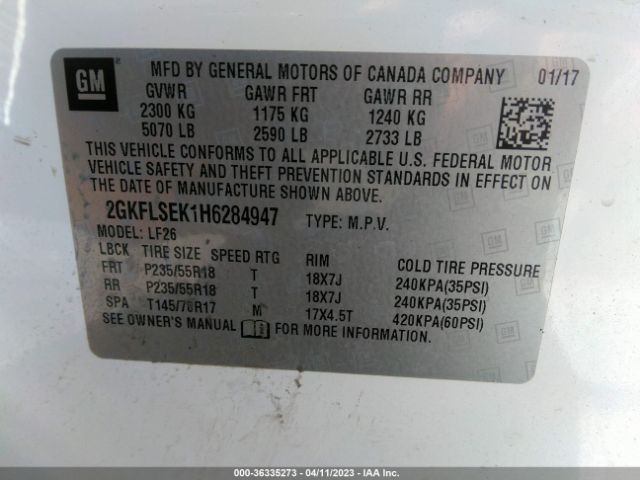 GM
MFD BY GENERAL MOTORS OF CANADA COMPANY 01/17
GVWR GAWR FRT GAWR RR
2300 KG 1175 KG 1240 KG
5070 LB 2590 LB 2733 LB
THIS VEHICLE CONFORMS TO ALL APPLICABLE U.S. FEDERAL MOTOR
VEHICLE SAFETY AND THEFT PREVENTION STANDARDS IN EFFECT ON
THE DATE OF MANUFACTURE SHOWN ABOVE.
2GKFLSEK1H6284947 TYPE: M.P.V.
MODEL: LF26
LBCK TIRE SIZE SPEED RTG RIM COLD TIRE PRESSURE
FRT P235/55R18 T 18X7J 240KPA(35PSI)
RR P235/55R18 T 18X7J 240KPA(35PSI)
SPA T145/70R17 M 17X4.5T 420KPA(60PSI)
SEE OWNER'S MANUAL FOR MORE INFORMATION.
000-36335273 - 04/11/2023 - IAA, Inc.